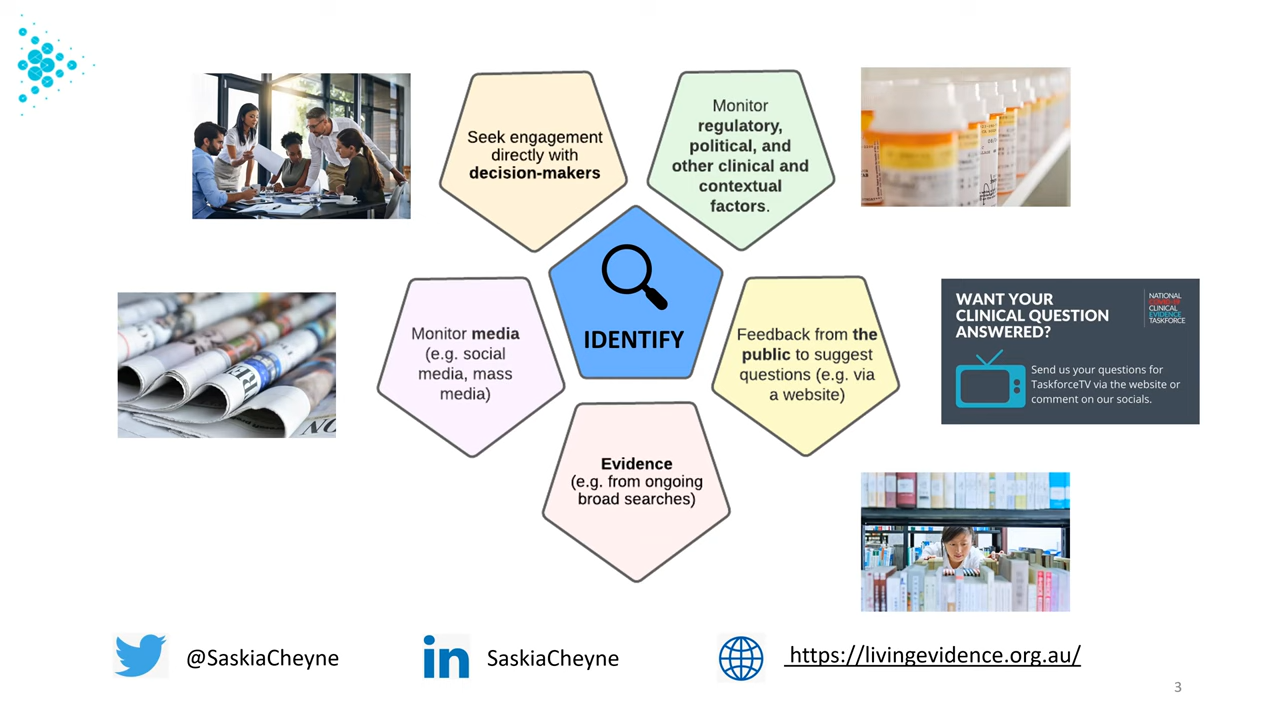 Seek engagement
directly with
decision-makers
Monitor
regulatory,
political, and
other clinical and
contextual
factors.
IDENTIFY
Monitor media
(e.g. social
media, mass
media)
Feedback from the
public to suggest
questions (e.g. via
a website)
Evidence
(e.g. from ongoing
broad searches)
WANT YOUR
CLINICAL QUESTION
ANSWERED?
NATIONAL
COVID-19
CLINICAL
EVIDENCE
TASKFORCE
Send us your questions for
TaskforceTV via the website or
comment on our socials.
@SaskiaCheyne
in
SaskiaCheyne
https://livingevidence.org.au/
3